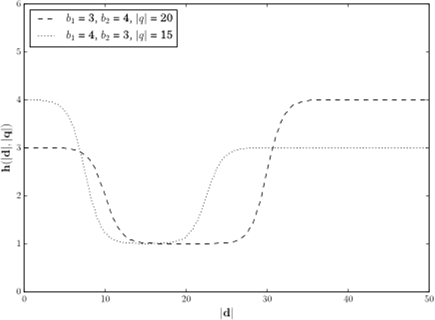 6
5
4
3
2
1
0
h(|d|, |q|)
b₁ = 3, b₂ = 4, |q| = 20
b₁ = 4, b₂ = 3, |q| = 15
0 10 20 30 40 50
|d|